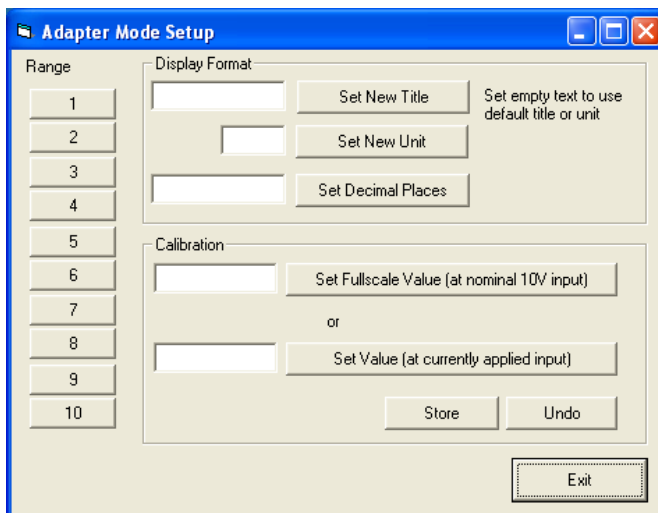 Adapter Mode Setup
Range
1
2
3
4
5
6
7
8
9
10
Display Format
Set New Title
Set empty text to use
default title or unit
Set New Unit
Set Decimal Places
Calibration
Set Fullscale Value (at nominal 10V input)
or
Set Value (at currently applied input)
Store
Undo
Exit